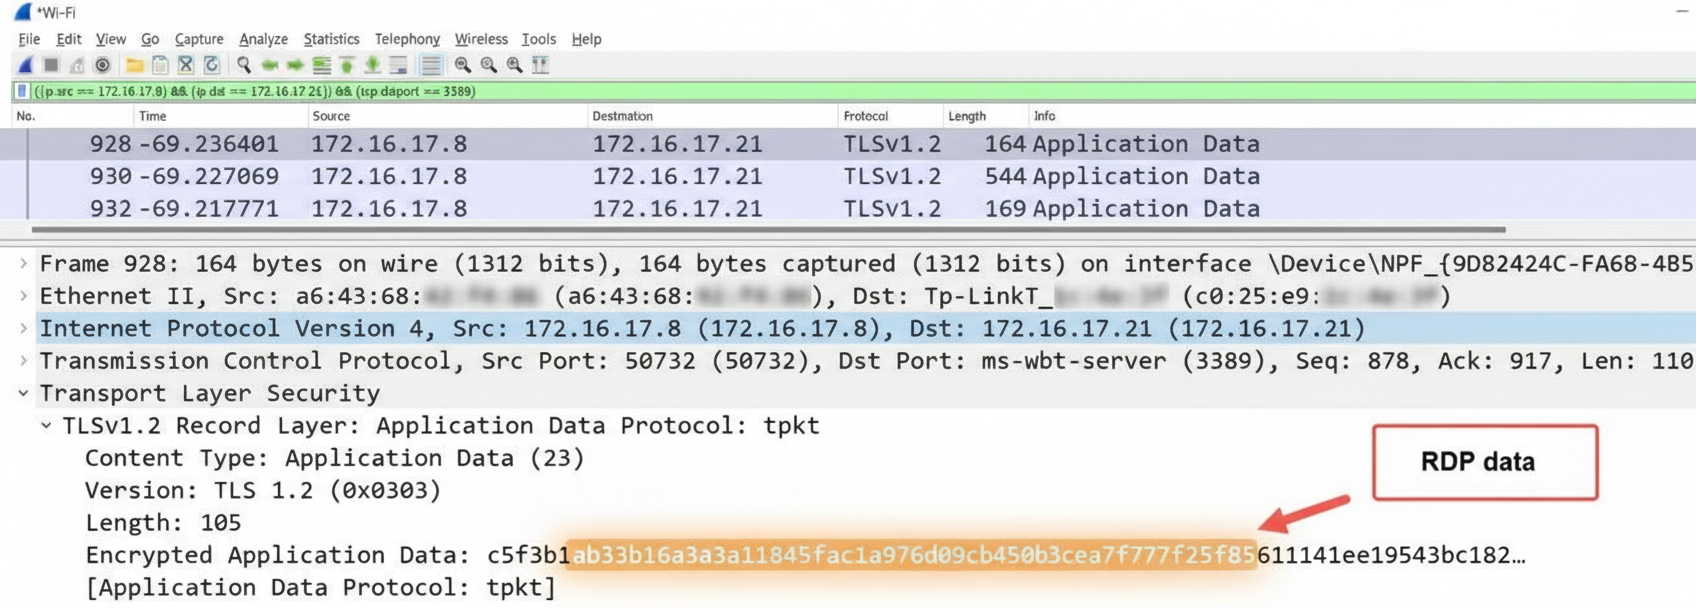 *Wi-Fi
File Edit View Go Capture Analyze Statistics Telephony Wireless Tools Help
((ip.src == 172.16.17.8) && (ip dst == 172.16.17.21)) && (tcp dstport == 3389)
No. Time Source Destination Protocol Length Info
928 -69.236401 172.16.17.8 172.16.17.21 TLSv1.2 164 Application Data
930 -69.227069 172.16.17.8 172.16.17.21 TLSv1.2 544 Application Data
932 -69.217771 172.16.17.8 172.16.17.21 TLSv1.2 169 Application Data
Frame 928: 164 bytes on wire (1312 bits), 164 bytes captured (1312 bits) on interface \Device\NPF_{9D82424C-FA68-4B5
Ethernet II, Src: a6:43:68: (a6:43:68: ), Dst: Tp-LinkT_ (c0:25:e9: )
Internet Protocol Version 4, Src: 172.16.17.8 (172.16.17.8), Dst: 172.16.17.21 (172.16.17.21)
Transmission Control Protocol, Src Port: 50732 (50732), Dst Port: ms-wbt-server (3389), Seq: 878, Ack: 917, Len: 110
Transport Layer Security
TLSv1.2 Record Layer: Application Data Protocol: tpkt
Content Type: Application Data (23)
Version: TLS 1.2 (0x0303)
Length: 105
Encrypted Application Data: c5f3b1ab33b16a3a3a11845fac1a976d09cb450b3cea7f777f25f85611141ee19543bc182…
[Application Data Protocol: tpkt]
RDP data